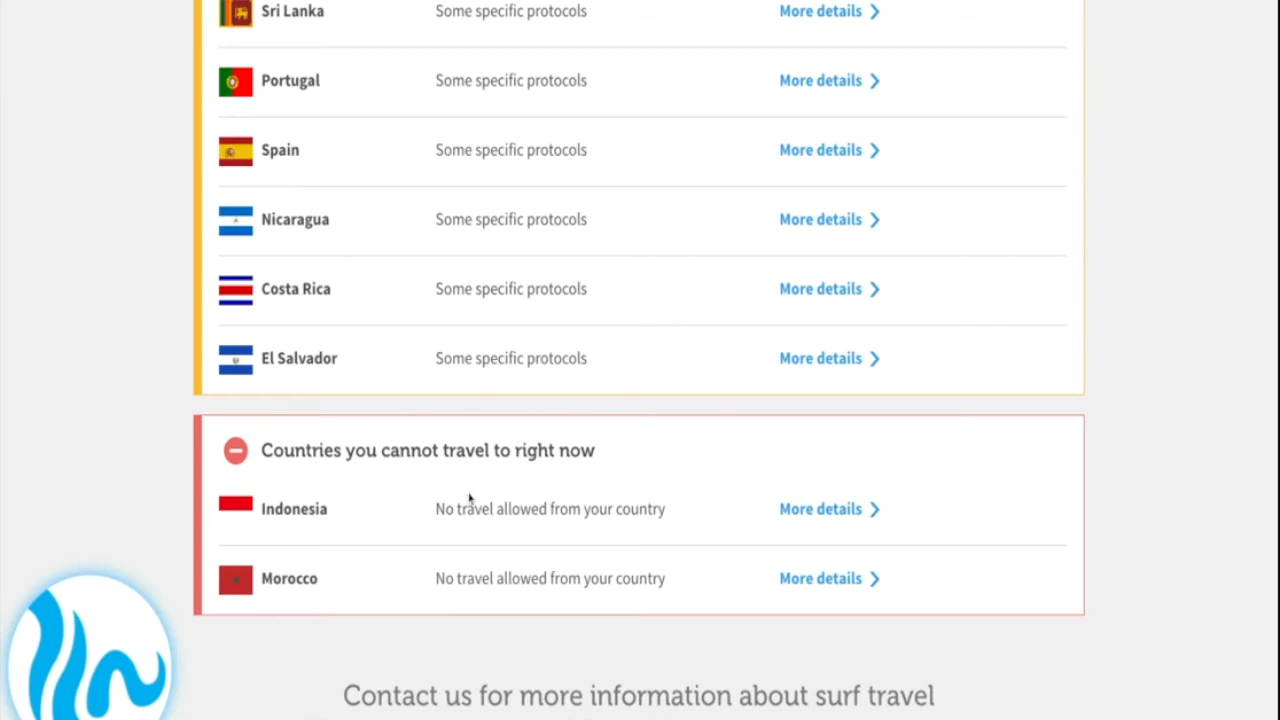 Sri Lanka Some specific protocols More details
Portugal Some specific protocols More details
Spain Some specific protocols More details
Nicaragua Some specific protocols More details
Costa Rica Some specific protocols More details
El Salvador Some specific protocols More details
Countries you cannot travel to right now
Indonesia No travel allowed from your country More details
Morocco No travel allowed from your country More details
Contact us for more information about surf travel